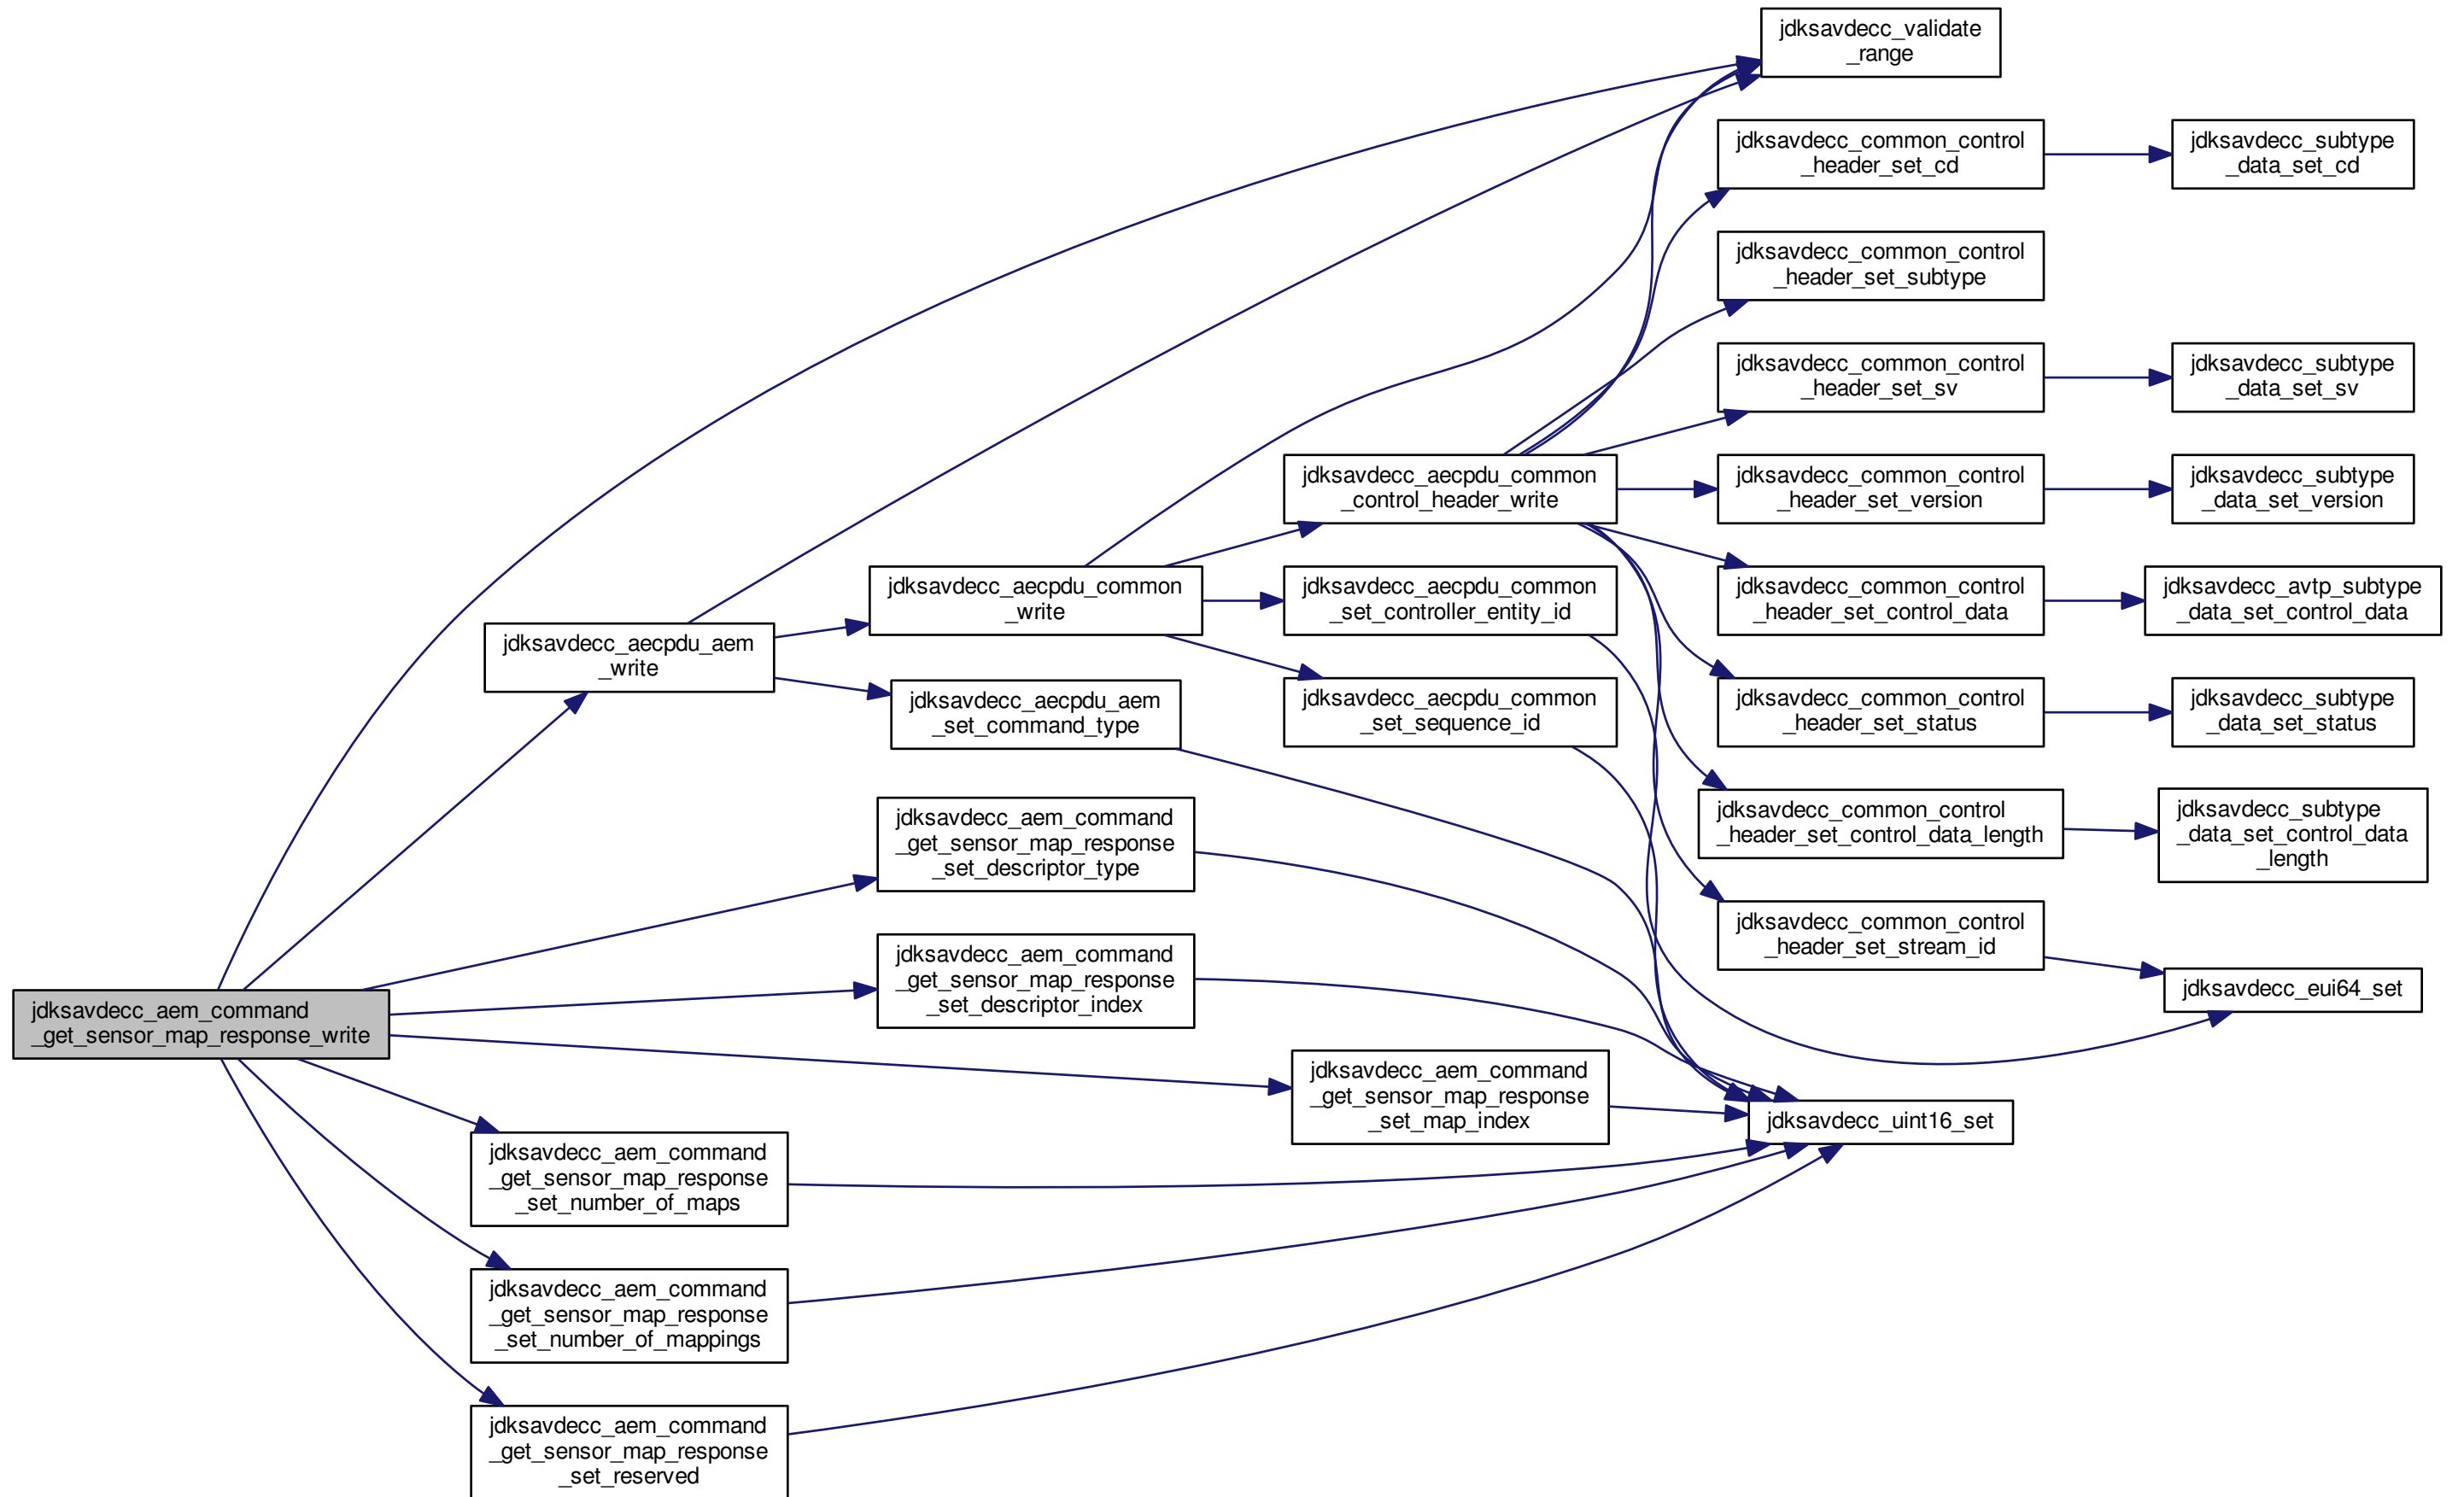 jdksavdecc_aem_command
_get_sensor_map_response_write
jdksavdecc_validate
_range
jdksavdecc_aecpdu_aem
_write
jdksavdecc_aecpdu_common
_write
jdksavdecc_aecpdu_common
_control_header_write
jdksavdecc_common_control
_header_set_cd
jdksavdecc_subtype
_data_set_cd
jdksavdecc_common_control
_header_set_subtype
jdksavdecc_common_control
_header_set_sv
jdksavdecc_subtype
_data_set_sv
jdksavdecc_common_control
_header_set_version
jdksavdecc_subtype
_data_set_version
jdksavdecc_common_control
_header_set_control_data
jdksavdecc_avtp_subtype
_data_set_control_data
jdksavdecc_common_control
_header_set_status
jdksavdecc_subtype
_data_set_status
jdksavdecc_common_control
_header_set_control_data_length
jdksavdecc_subtype
_data_set_control_data
_length
jdksavdecc_common_control
_header_set_stream_id
jdksavdecc_eui64_set
jdksavdecc_aecpdu_common
_set_controller_entity_id
jdksavdecc_aecpdu_common
_set_sequence_id
jdksavdecc_aecpdu_aem
_set_command_type
jdksavdecc_aem_command
_get_sensor_map_response
_set_descriptor_type
jdksavdecc_aem_command
_get_sensor_map_response
_set_descriptor_index
jdksavdecc_aem_command
_get_sensor_map_response
_set_map_index
jdksavdecc_uint16_set
jdksavdecc_aem_command
_get_sensor_map_response
_set_number_of_maps
jdksavdecc_aem_command
_get_sensor_map_response
_set_number_of_mappings
jdksavdecc_aem_command
_get_sensor_map_response
_set_reserved